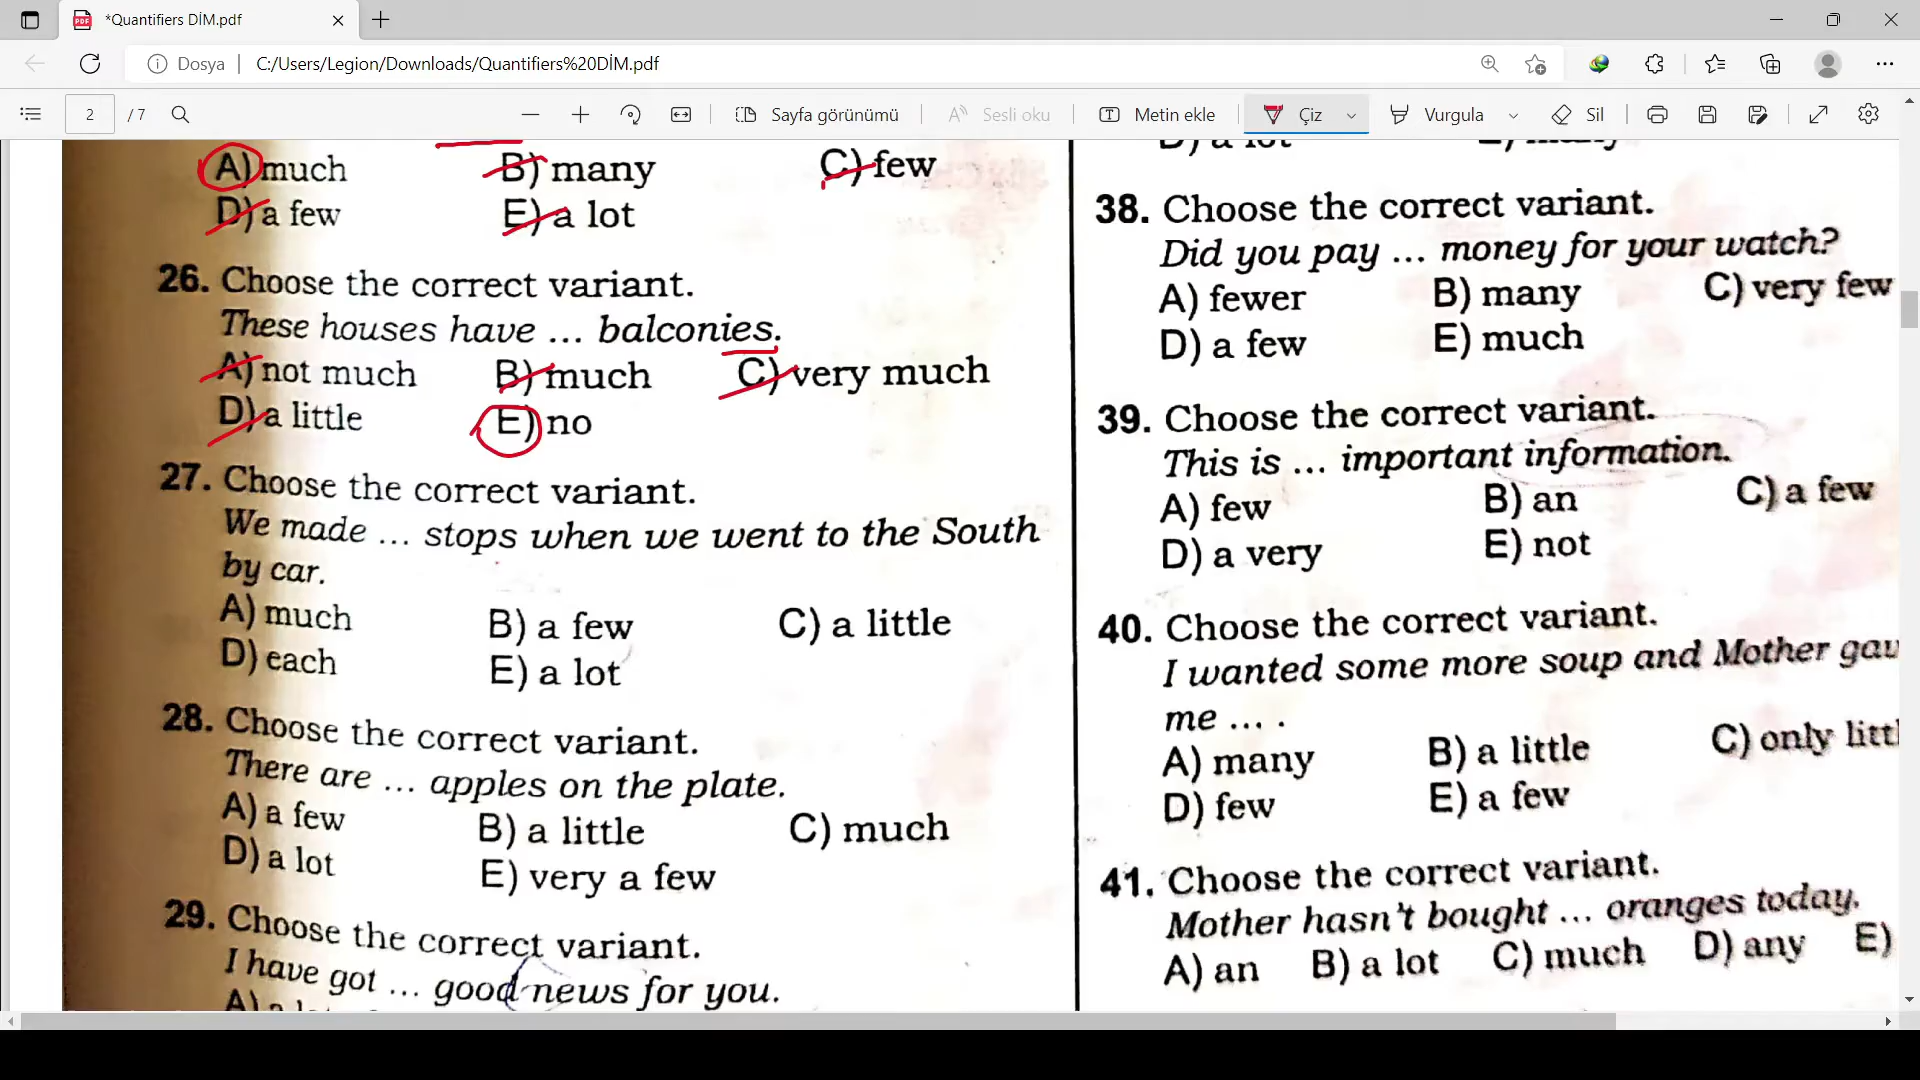 *Quantifiers DİM.pdf
Dosya
C:/Users/Legion/Downloads/Quantifiers%20DİM.pdf
2
/ 7
Sayfa görünümü
Sesli oku
Metin ekle
Çiz
Vurgula
Sil
A) much B) many C) few
D) a few E) a lot
26. Choose the correct variant.
These houses have ... balconies.
A) not much B) much C) very much
D) a little E) no
27. Choose the correct variant.
We made ... stops when we went to the South
by car.
A) much B) a few C) a little
D) each E) a lot
28. Choose the correct variant.
There are ... apples on the plate.
A) a few B) a little C) much
D) a lot E) very a few
29. Choose the correct variant.
I have got ... good news for you.
38. Choose the correct variant.
Did you pay ... money for your watch?
A) fewer B) many C) very few
D) a few E) much
39. Choose the correct variant.
This is ... important information.
A) few B) an C) a few
D) a very E) not
40. Choose the correct variant.
I wanted some more soup and Mother
me ... .
A) many B) a little C) only
D) few E) a few
41. Choose the correct variant.
Mother hasn't bought ... oranges today.
A) an B) a lot C) much D) any E)